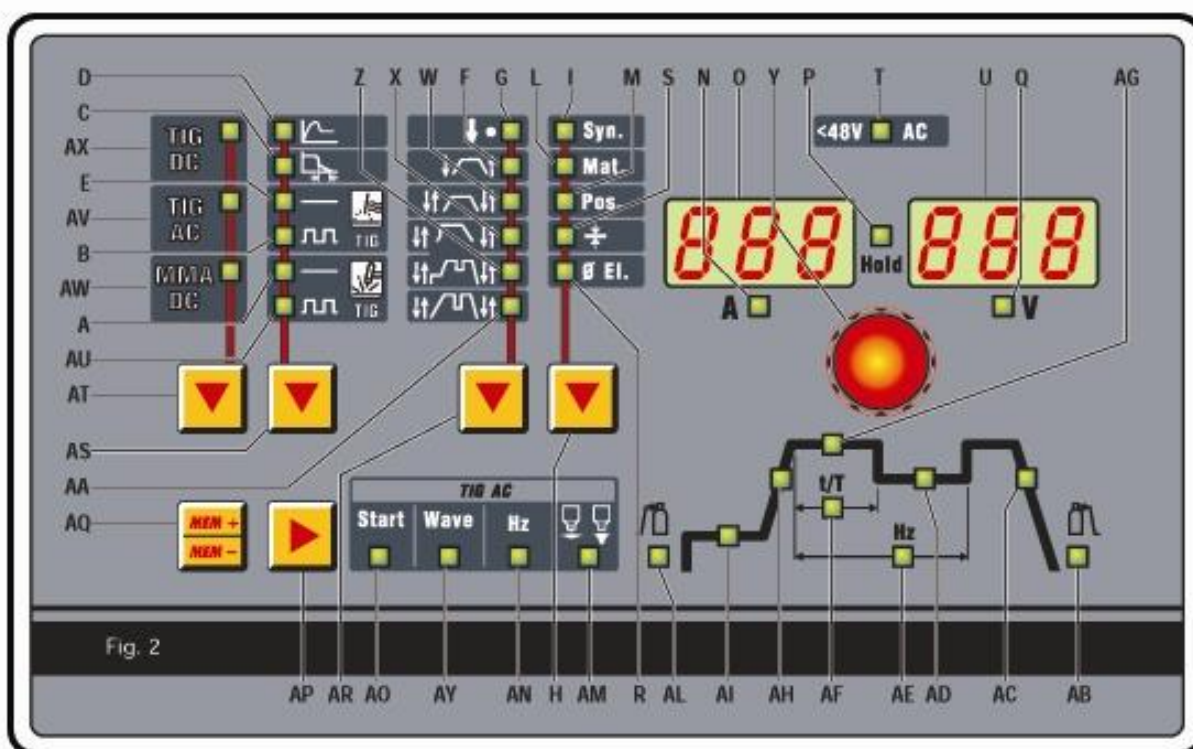 D Z X W F G L I M S N O Y P T U Q AG
C
AX
E
AV
B
AW
A
AU
AT
AS
AA
AQ
TIG
DC
TIG
AC
MMA
DC
TIG
TIG
Syn.
Mat.
Pos.
Ø El.
<48V AC
888
Hold
888
A
V
MEM +
MEM -
TIG AC
Start Wave Hz
t/T
Hz
Fig. 2
AP AR AO AY AN H AM R AL AI AH AF AE AD AC AB